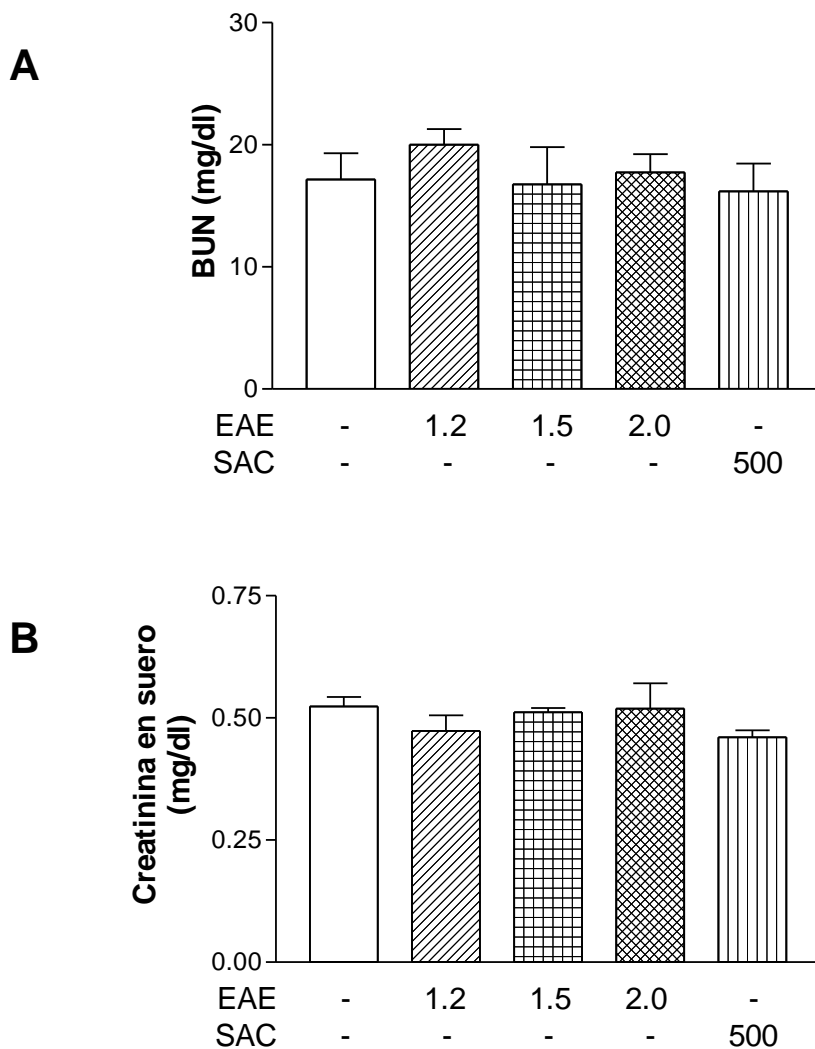 A
BUN (mg/dl)
30
20
10
0
EAE - 1.2 1.5 2.0 -
SAC - - - - 500
B
Creatinina en suero
(mg/dl)
0.75
0.50
0.25
0.00
EAE - 1.2 1.5 2.0 -
SAC - - - - 500